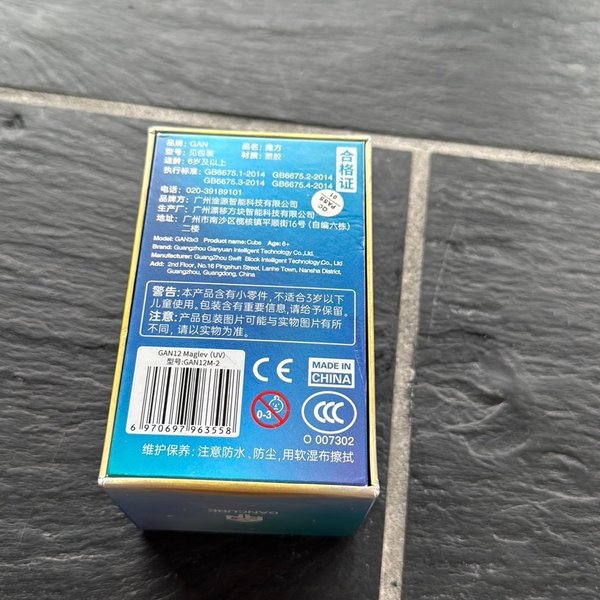 品牌: GAN
品名: 魔方
型号: 见包装
材质: 塑胶
适龄: 6岁及以上
执行标准: GB6675.1-2014 GB6675.2-2014
GB6675.3-2014 GB6675.4-2014
合格证
QC
PASS
01
电话: 020-39189101
品牌方: 广州淦源智能科技有限公司
生产厂: 广州漂移方块智能科技有限公司
地址: 广州市南沙区榄核镇平顺街16号 (自编六栋)
二楼
Model: GAN3x3 Product name: Cube Age: 6+
Brand: Guangzhou Ganyuan Intelligent Technology Co.,Ltd.
Manufacturer: GuangZhou Swift Block Intelligent Technology Co., Ltd
Add: 2nd Floor, No.16 Pingshun Street, Lanhe Town, Nansha District,
Guangzhou, Guangdong, China
警告: 本产品含有小零件, 不适合3岁以下
儿童使用。包装含有重要信息, 请给予保留。
注意: 产品包装图片可能与实物图片有所
不同, 请以实物为准。
GAN12 Maglev (UV)
型号:GAN12M-2
6 970697 963558
CE
MADE IN
CHINA
0-3
CCC
O 007302
维护保养: 注意防水、防尘, 用软湿布擦拭
GANCUBE